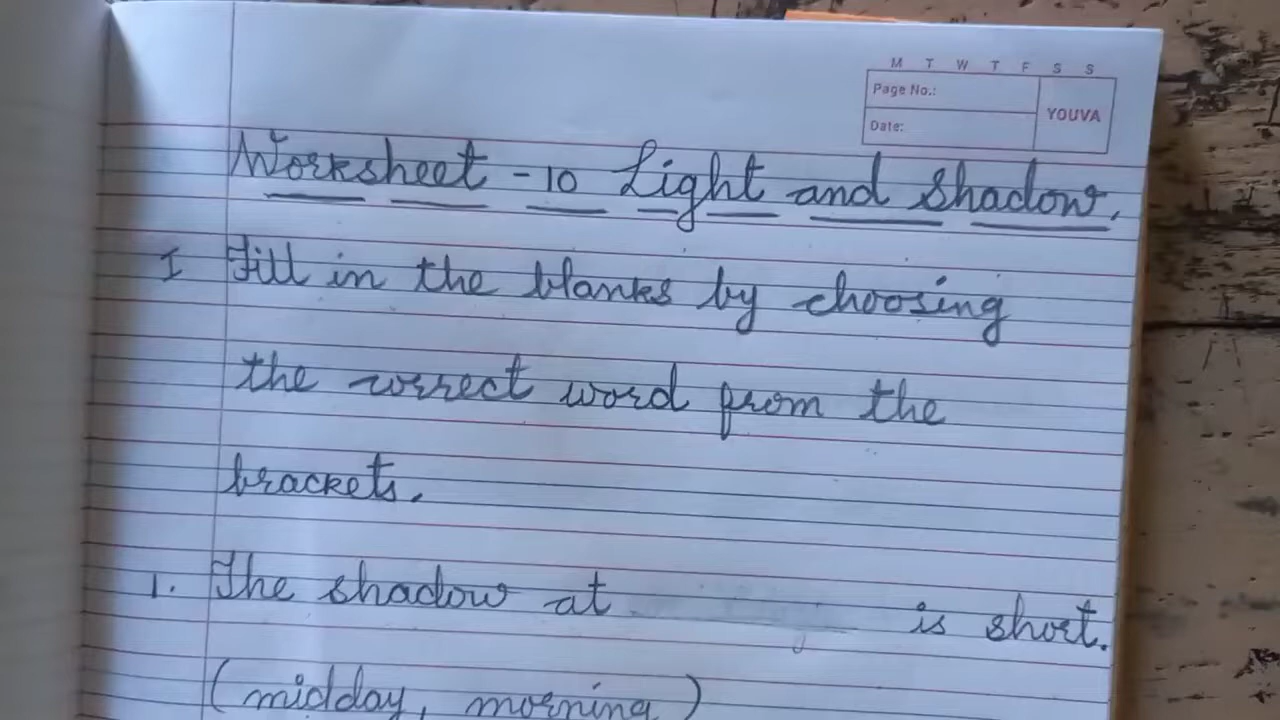 M T W T F S S
Page No.:
YOUVA
Date:
Worksheet - 10 Light and Shadow.
I Fill in the blanks by choosing
the correct word from the
brackets.
1. The shadow at is short.
(midday, morning)